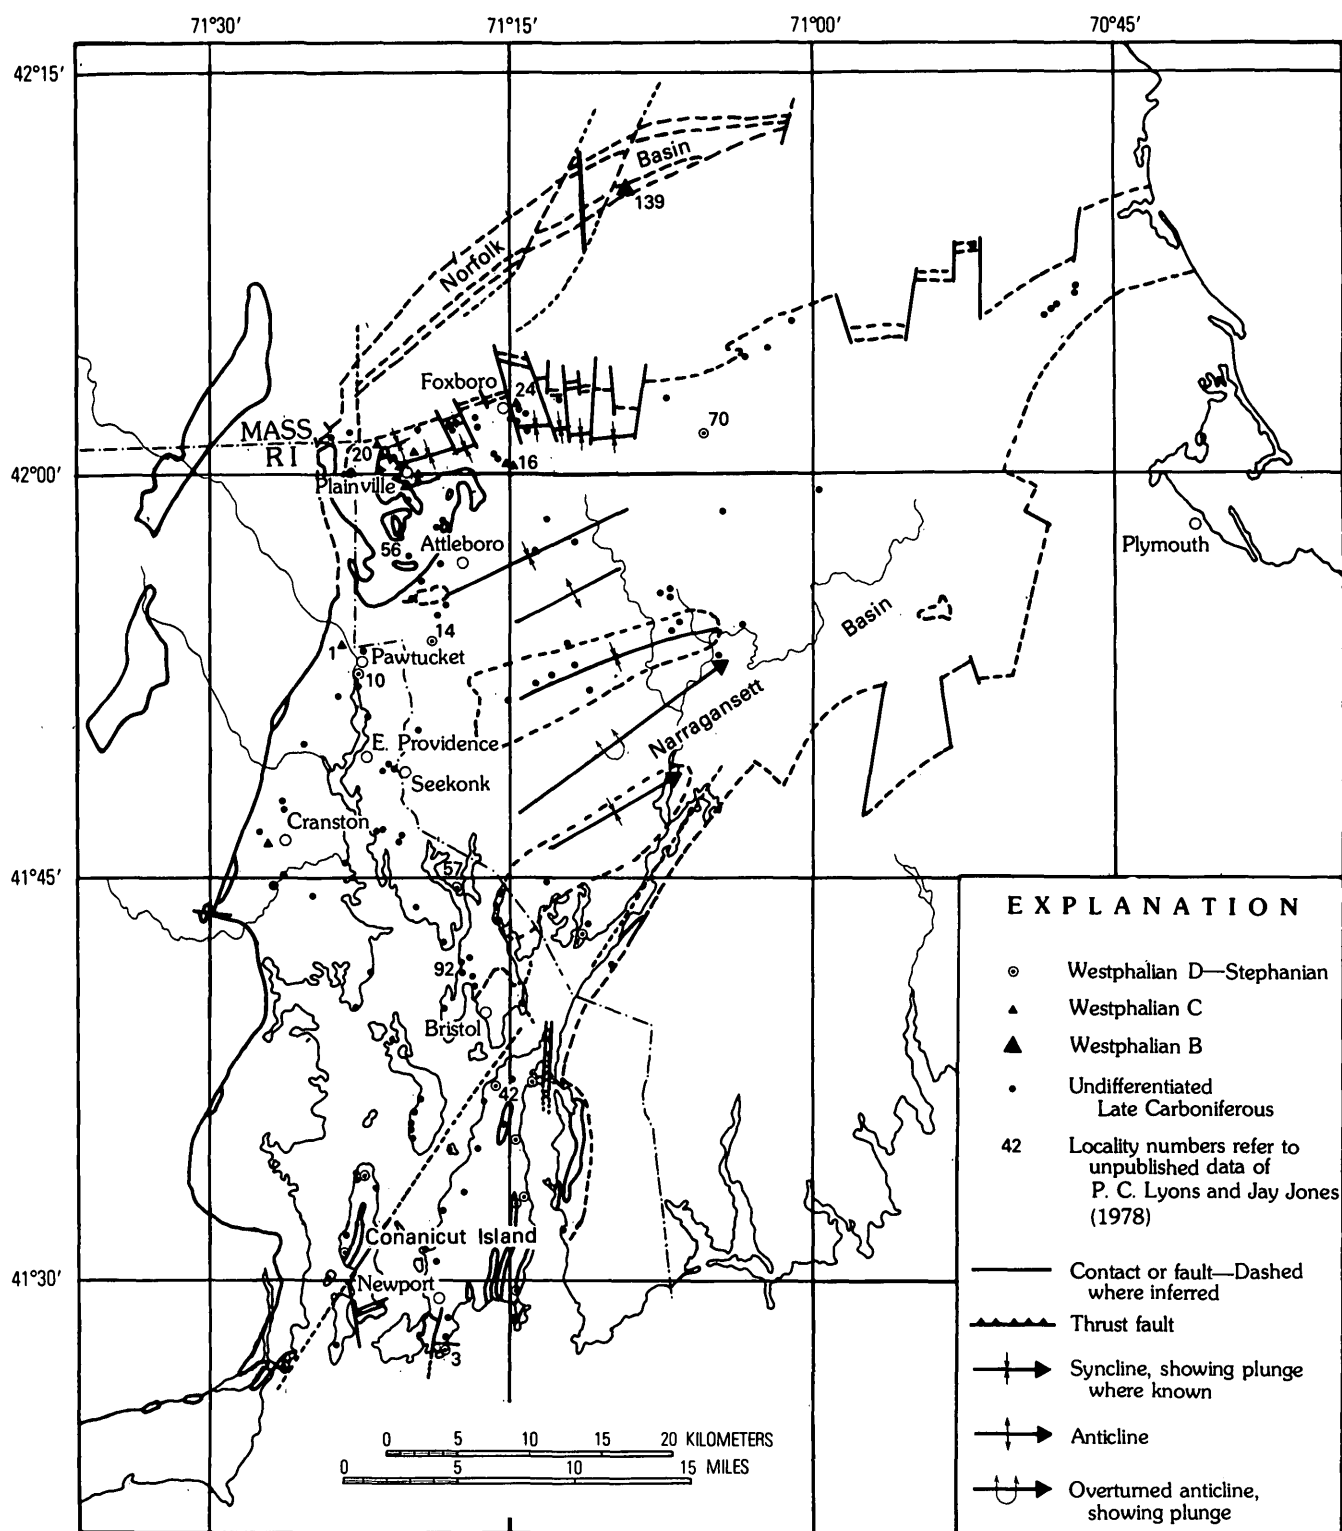 71°30′ 71°15′ 71°00′ 70°45′
42°15′
Basin
139
Norfolk
Foxboro
24
70
MASS
RI
20
16
42°00′
Plainville
56
Attleboro
Plymouth
14
Basin
1
Pawtucket
10
Narragansett
E. Providence
Seekonk
Cranston
57
41°45′
92
Bristol
42
Conanicut Island
41°30′
Newport
3
0 5 10 15 20 KILOMETERS
0 5 10 15 MILES
EXPLANATION
Westphalian D—Stephanian
Westphalian C
Westphalian B
Undifferentiated
Late Carboniferous
42 Locality numbers refer to
unpublished data of
P. C. Lyons and Jay Jones
(1978)
Contact or fault—Dashed
where inferred
Thrust fault
Syncline, showing plunge
where known
Anticline
Overturned anticline,
showing plunge